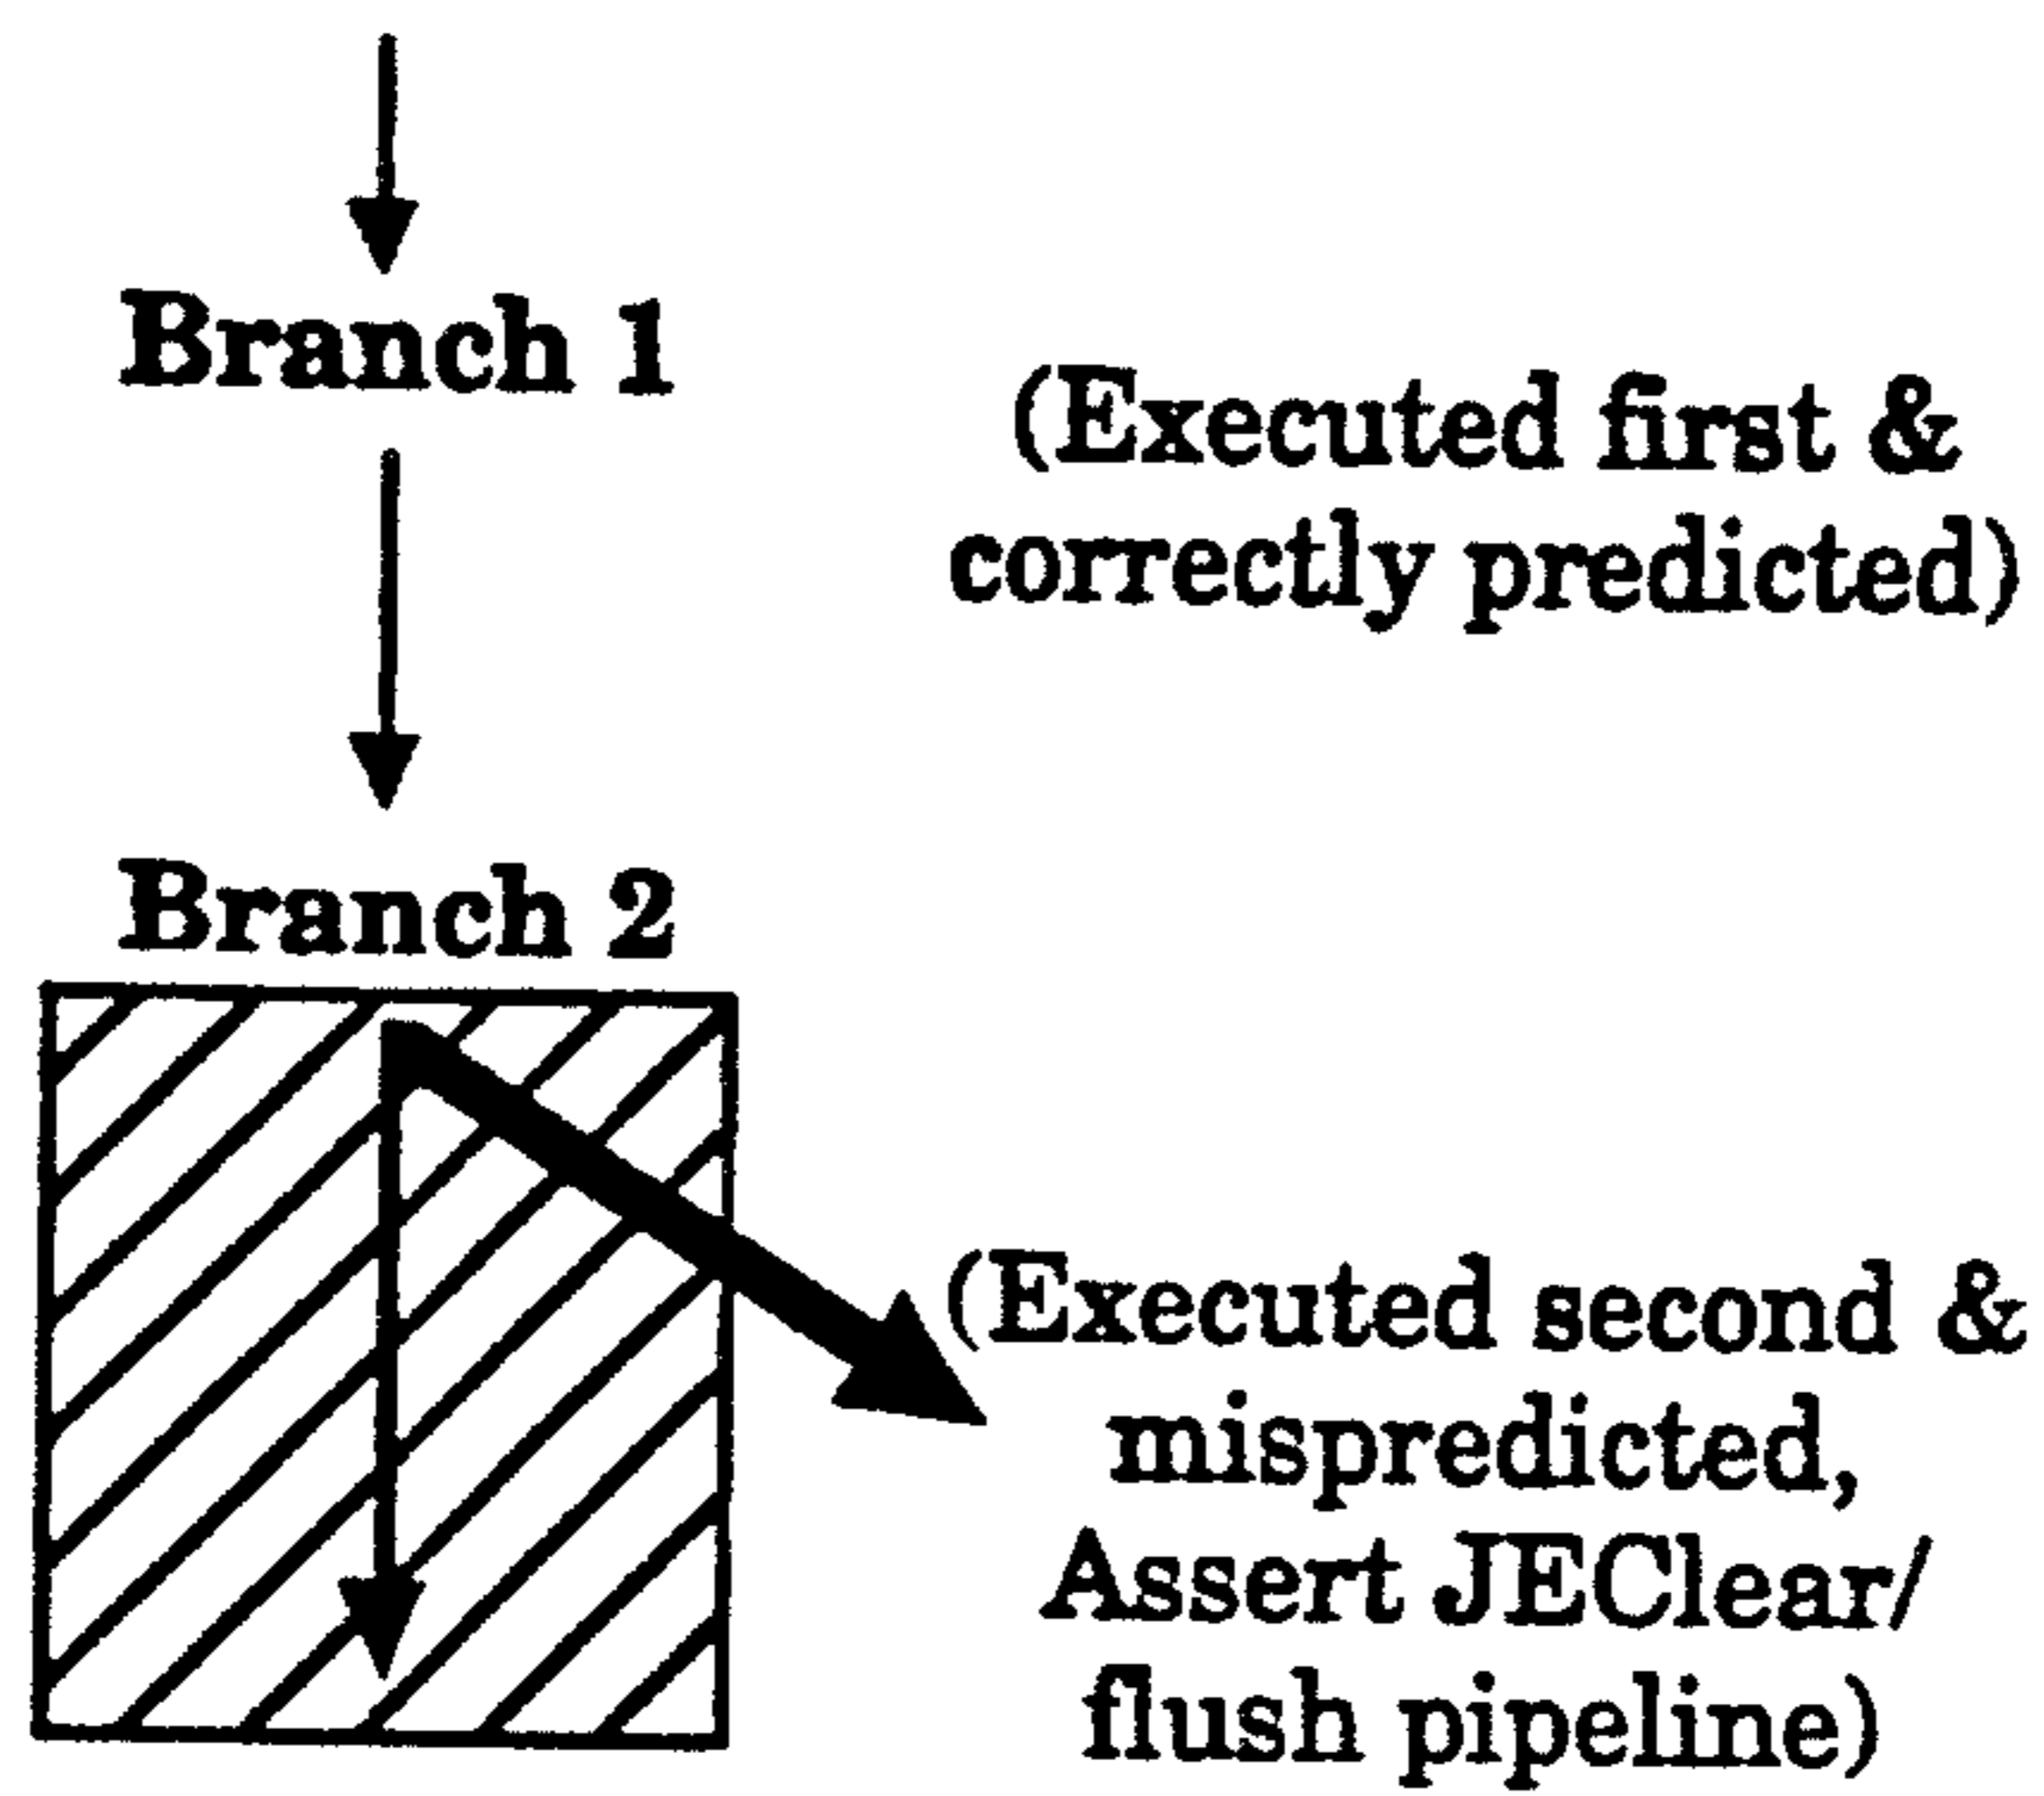 Branch 1
(Executed first &
correctly predicted)
Branch 2
(Executed second &
mispredicted,
Assert JEClear/
flush pipeline)